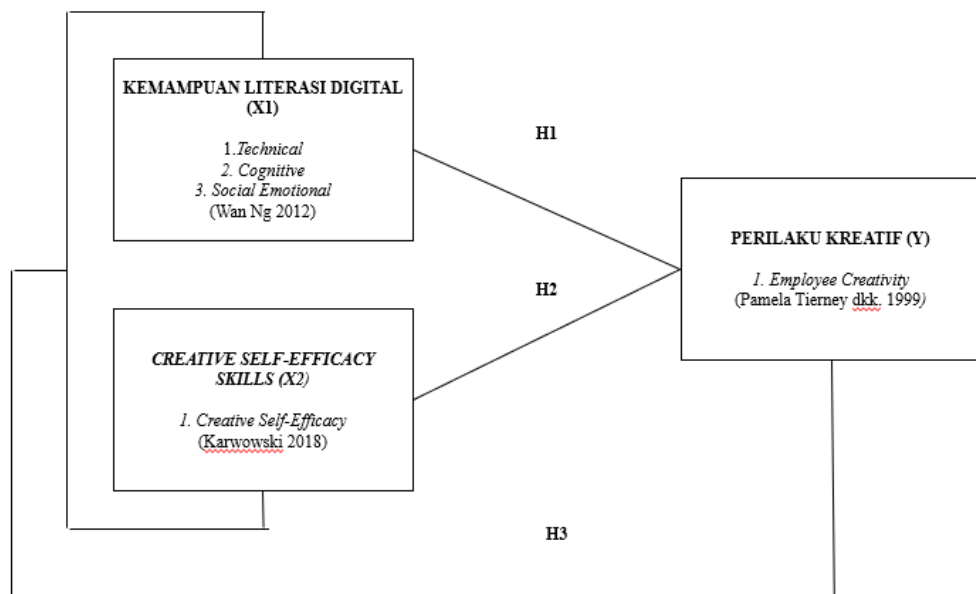 KEMAMPUAN LITERASI DIGITAL
(X1)
1.Technical
2. Cognitive
3. Social Emotional
(Wan Ng 2012)
H1
PERILAKU KREATIF (Y)
1. Employee Creativity
(Pamela Tierney dkk. 1999)
H2
CREATIVE SELF-EFFICACY
SKILLS (X2)
1. Creative Self-Efficacy
(Karwowski 2018)
H3